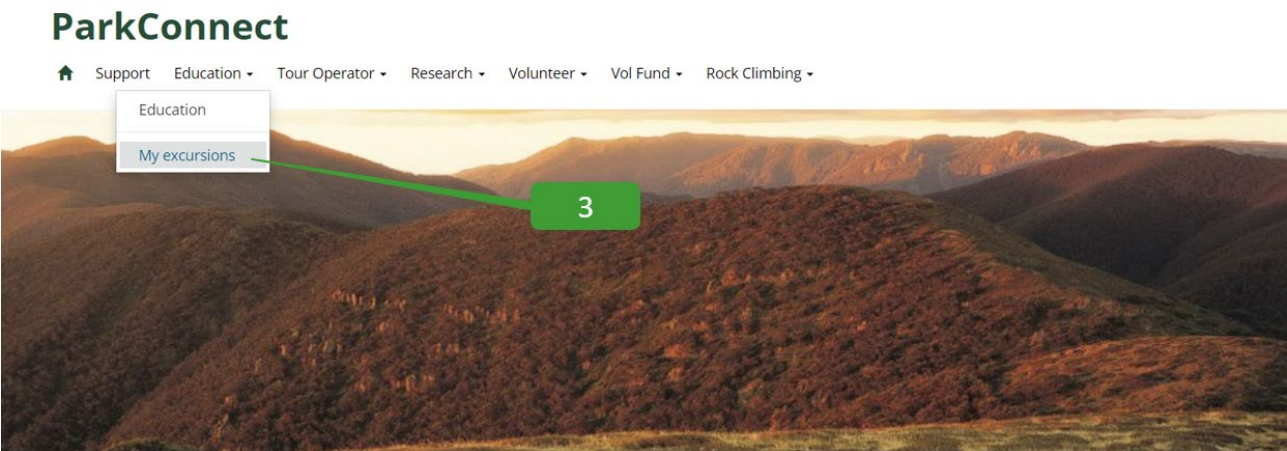 ParkConnect
Support Education Tour Operator Research Volunteer Vol Fund Rock Climbing
Education
My excursions
3